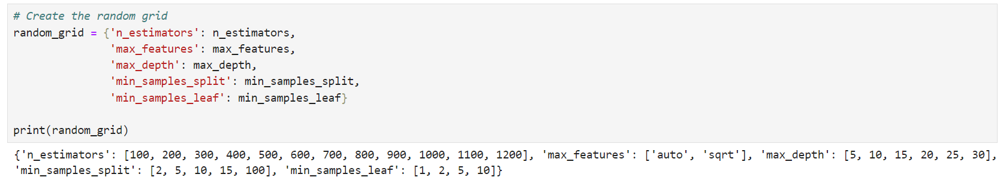 # Create the random grid
random_grid = {'n_estimators': n_estimators,
               'max_features': max_features,
               'max_depth': max_depth,
               'min_samples_split': min_samples_split,
               'min_samples_leaf': min_samples_leaf}
print(random_grid)
{'n_estimators': [100, 200, 300, 400, 500, 600, 700, 800, 900, 1000, 1100, 1200], 'max_features': ['auto', 'sqrt'], 'max_depth': [5, 10, 15, 20, 25, 30],
'min_samples_split': [2, 5, 10, 15, 100], 'min_samples_leaf': [1, 2, 5, 10]}